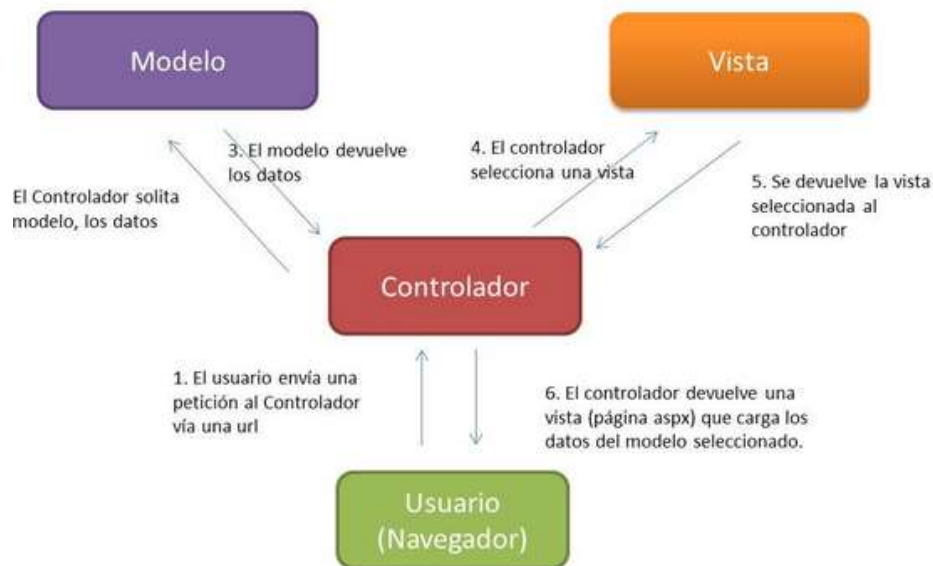 Modelo
Vista
3. El modelo devuelve
los datos
4. El controlador
selecciona una vista
El Controlador solita
modelo, los datos
5. Se devuelve la vista
seleccionada al
controlador
Controlador
1. El usuario envía una
petición al Controlador
vía una url
6. El controlador devuelve una
vista (página aspx) que carga los
datos del modelo seleccionado.
Usuario
(Navegador)